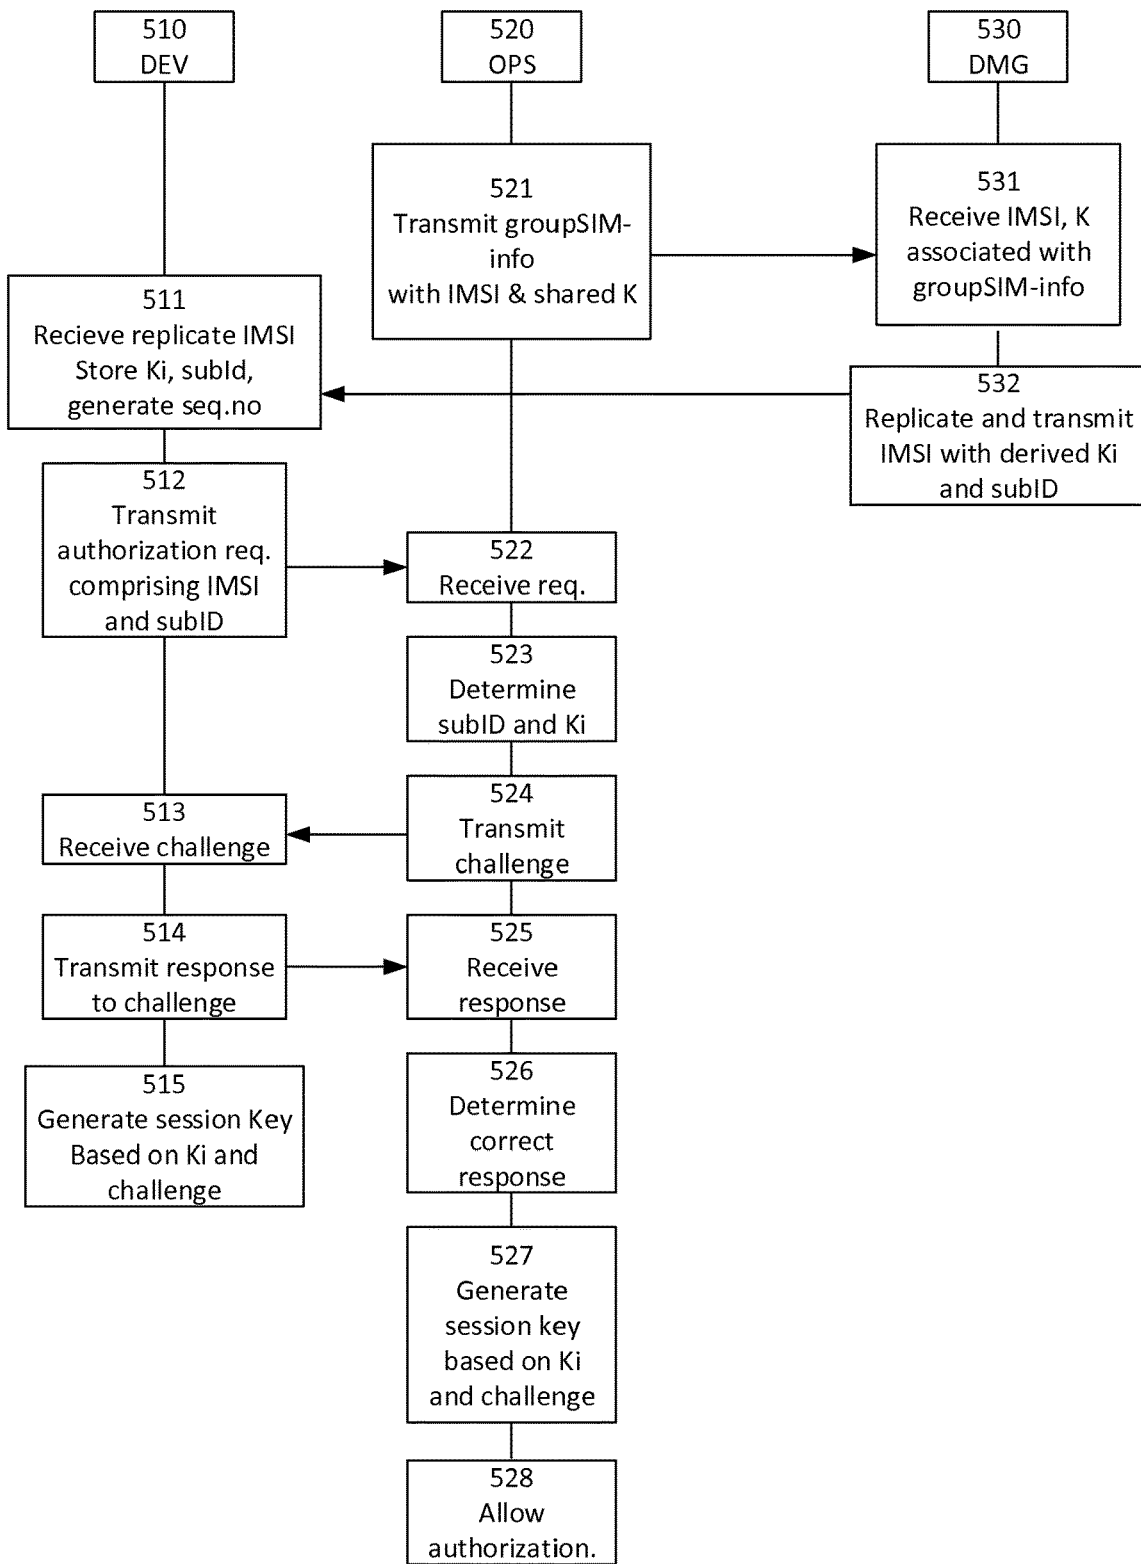 510
DEV
520
OPS
530
DMG
521
Transmit groupSIM-
info
with IMSI & shared K
531
Receive IMSI, K
associated with
groupSIM-info
511
Recieve replicate IMSI
Store Ki, subId,
generate seq.no
532
Replicate and transmit
IMSI with derived Ki
and subID
512
Transmit
authorization req.
comprising IMSI
and subID
522
Receive req.
523
Determine
subID and Ki
524
Transmit
challenge
513
Receive challenge
514
Transmit response
to challenge
525
Receive
response
526
Determine
correct
response
515
Generate session Key
Based on Ki and
challenge
527
Generate
session key
based on Ki
and challenge
528
Allow
authorization.